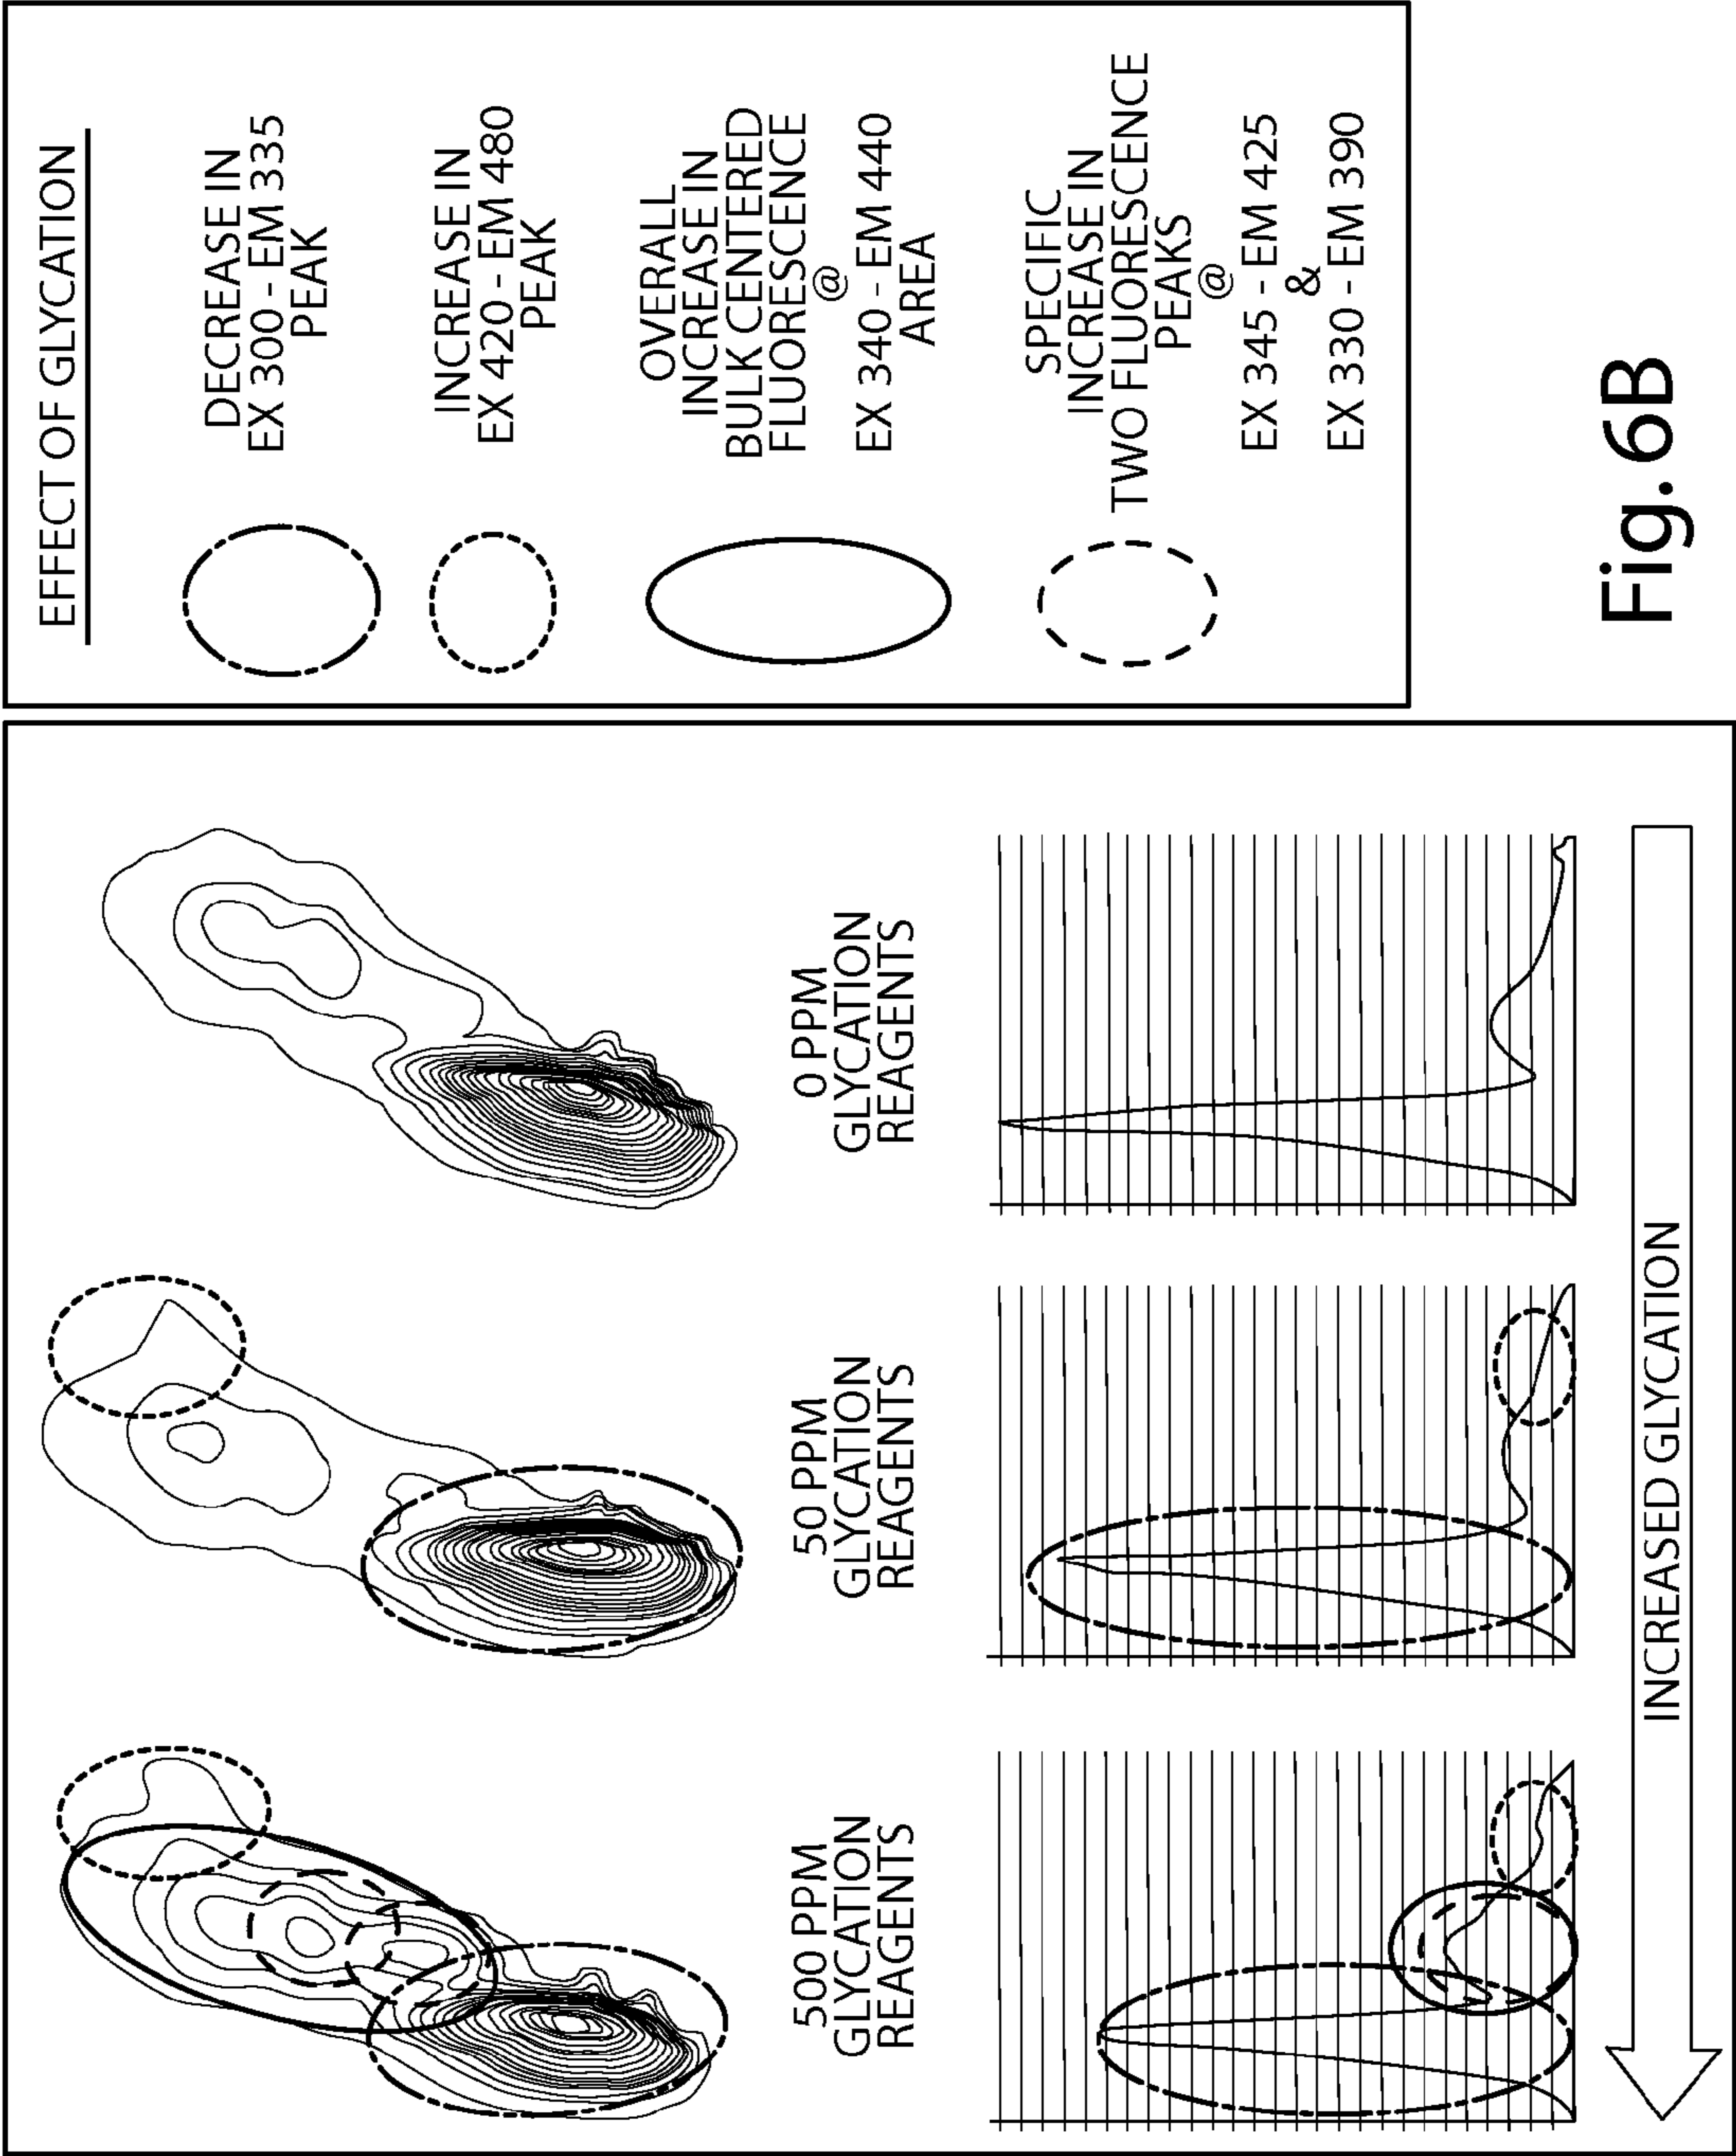 500 PPM
GLYCATION
REAGENTS
50 PPM
GLYCATION
REAGENTS
0 PPM
GLYCATION
REAGENTS
INCREASED GLYCATION
EFFECT OF GLYCATION
DECREASE IN
EX 300 - EM 335
PEAK
INCREASE IN
EX 420 - EM 480
PEAK
OVERALL
INCREASE IN
BULK CENTERED
FLUORESCENCE
@
EX 340 - EM 440
AREA
SPECIFIC
INCREASE IN
TWO FLUORESCENCE
PEAKS
@
EX 345 - EM 425
&
EX 330 - EM 390
Fig. 6B